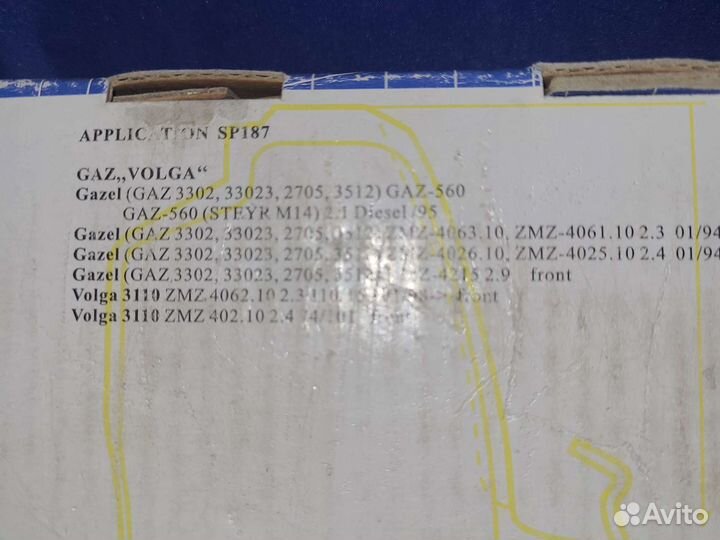 APPLICATION SP187
GAZ„VOLGA“
Gazel (GAZ 3302, 33023, 2705, 3512) GAZ-560
GAZ-560 (STEYR M14) 2.1 Diesel /95
Gazel (GAZ 3302, 33023, 2705, 3512) ZMZ-4063.10, ZMZ-4061.10 2.3 01/94
Gazel (GAZ 3302, 33023, 2705, ZMZ-4026.10, ZMZ-4025.10 2.4 01/94
Gazel (GAZ 3302, 33023, 2705, 2.9 front
Volga 3110 ZMZ 4062.10 2.3 front
Volga 3110 ZMZ 402.10 2.4 front
Avito